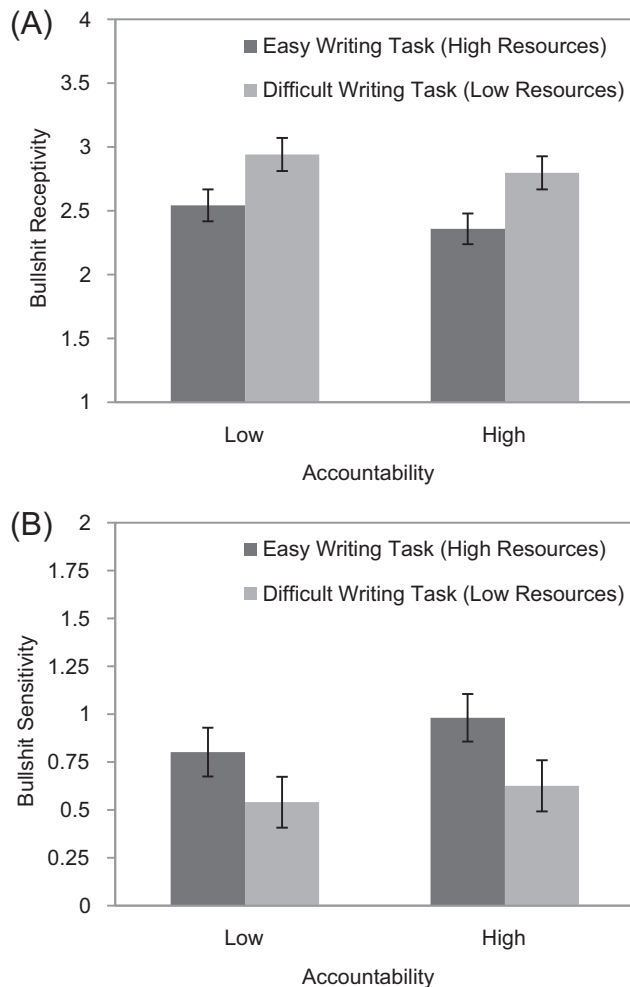 (A)
4
3.5
3
2.5
2
1.5
1
Bullshit Receptivity
Easy Writing Task (High Resources)
Difficult Writing Task (Low Resources)
Low
High
Accountability
(B)
2
1.75
1.5
1.25
1
0.75
0.5
0.25
0
Bullshit Sensitivity
Easy Writing Task (High Resources)
Difficult Writing Task (Low Resources)
Low
High
Accountability